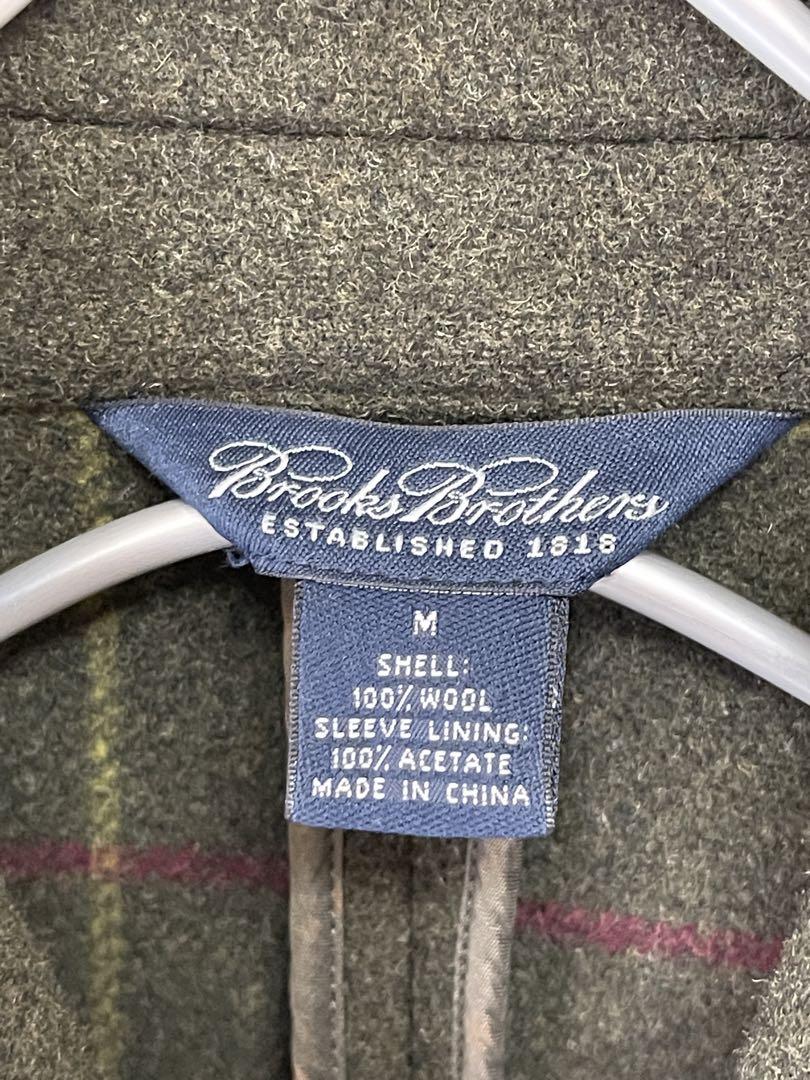 Brooks Brothers
ESTABLISHED 1818
M
SHELL:
100% WOOL
SLEEVE LINING:
100% ACETATE
MADE IN CHINA